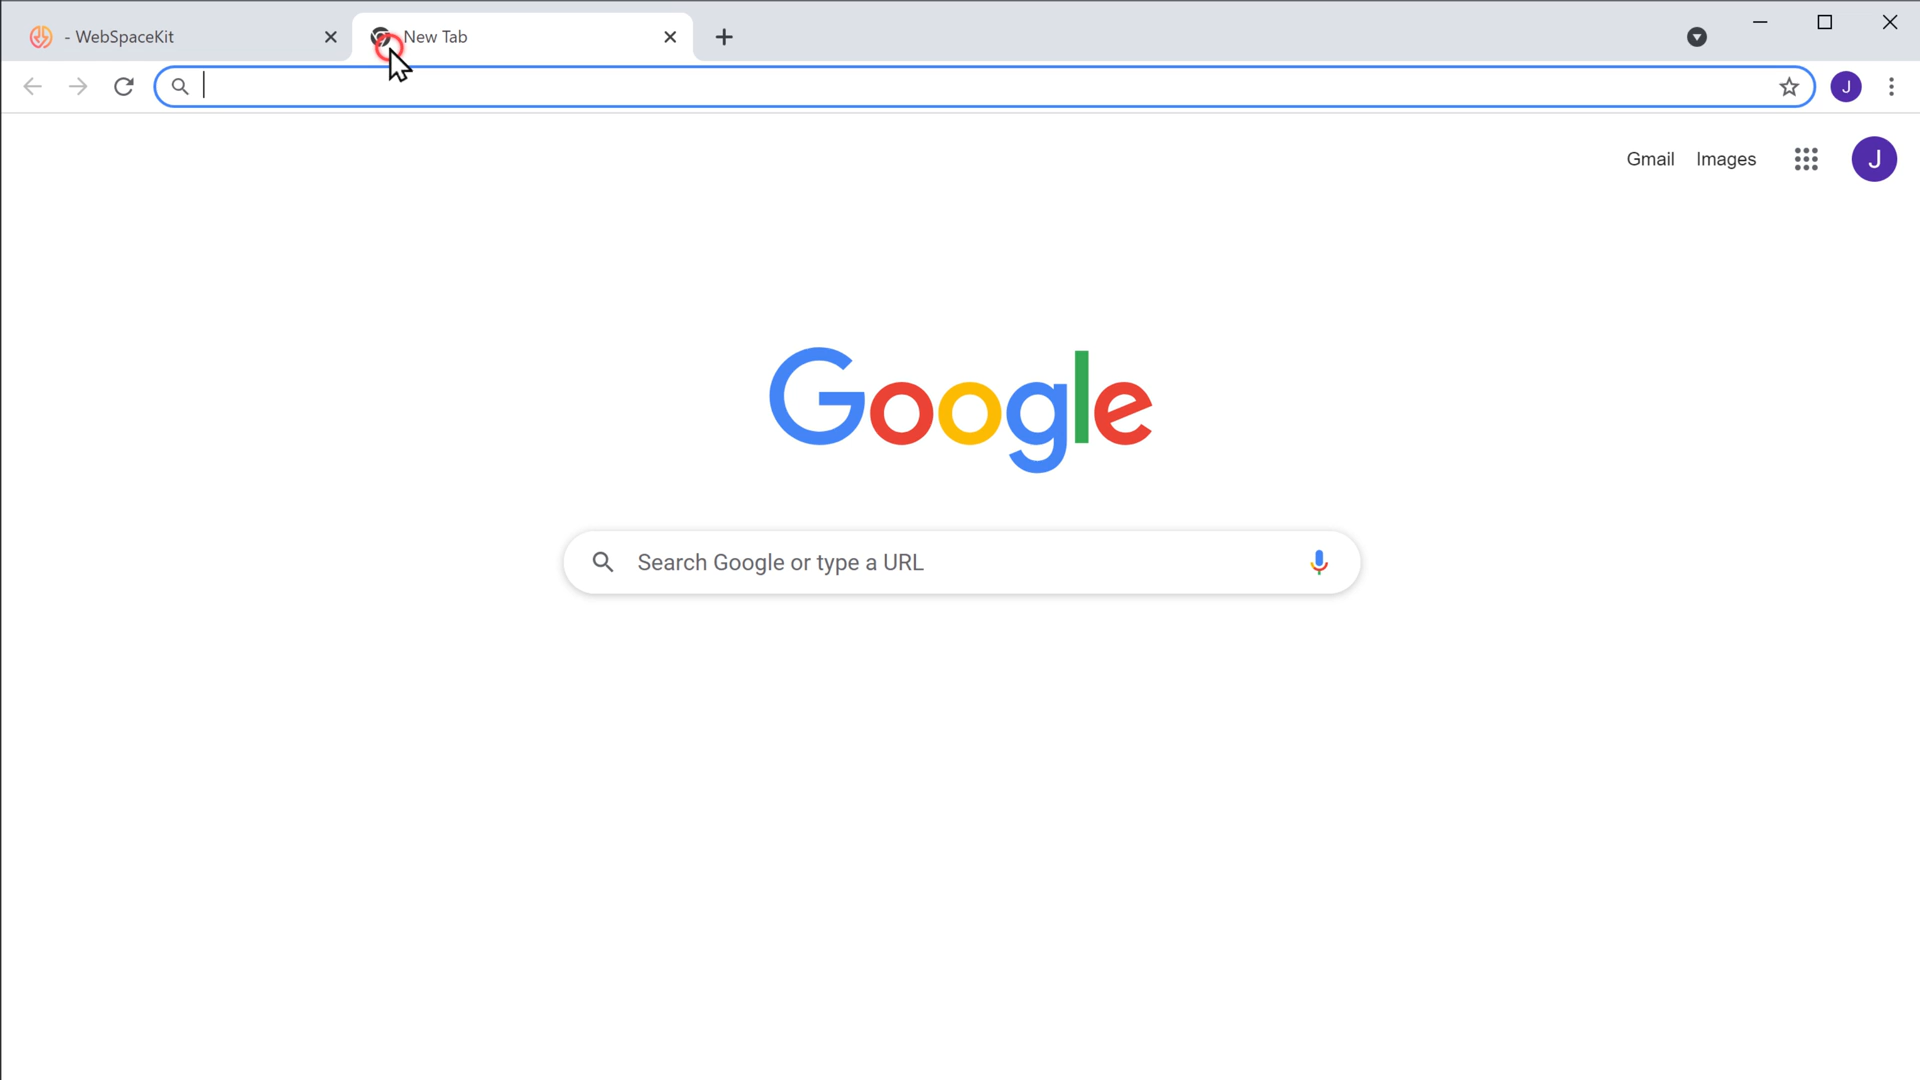 - WebSpaceKit
New Tab
J
Gmail
Images
J
Google
Search Google or type a URL